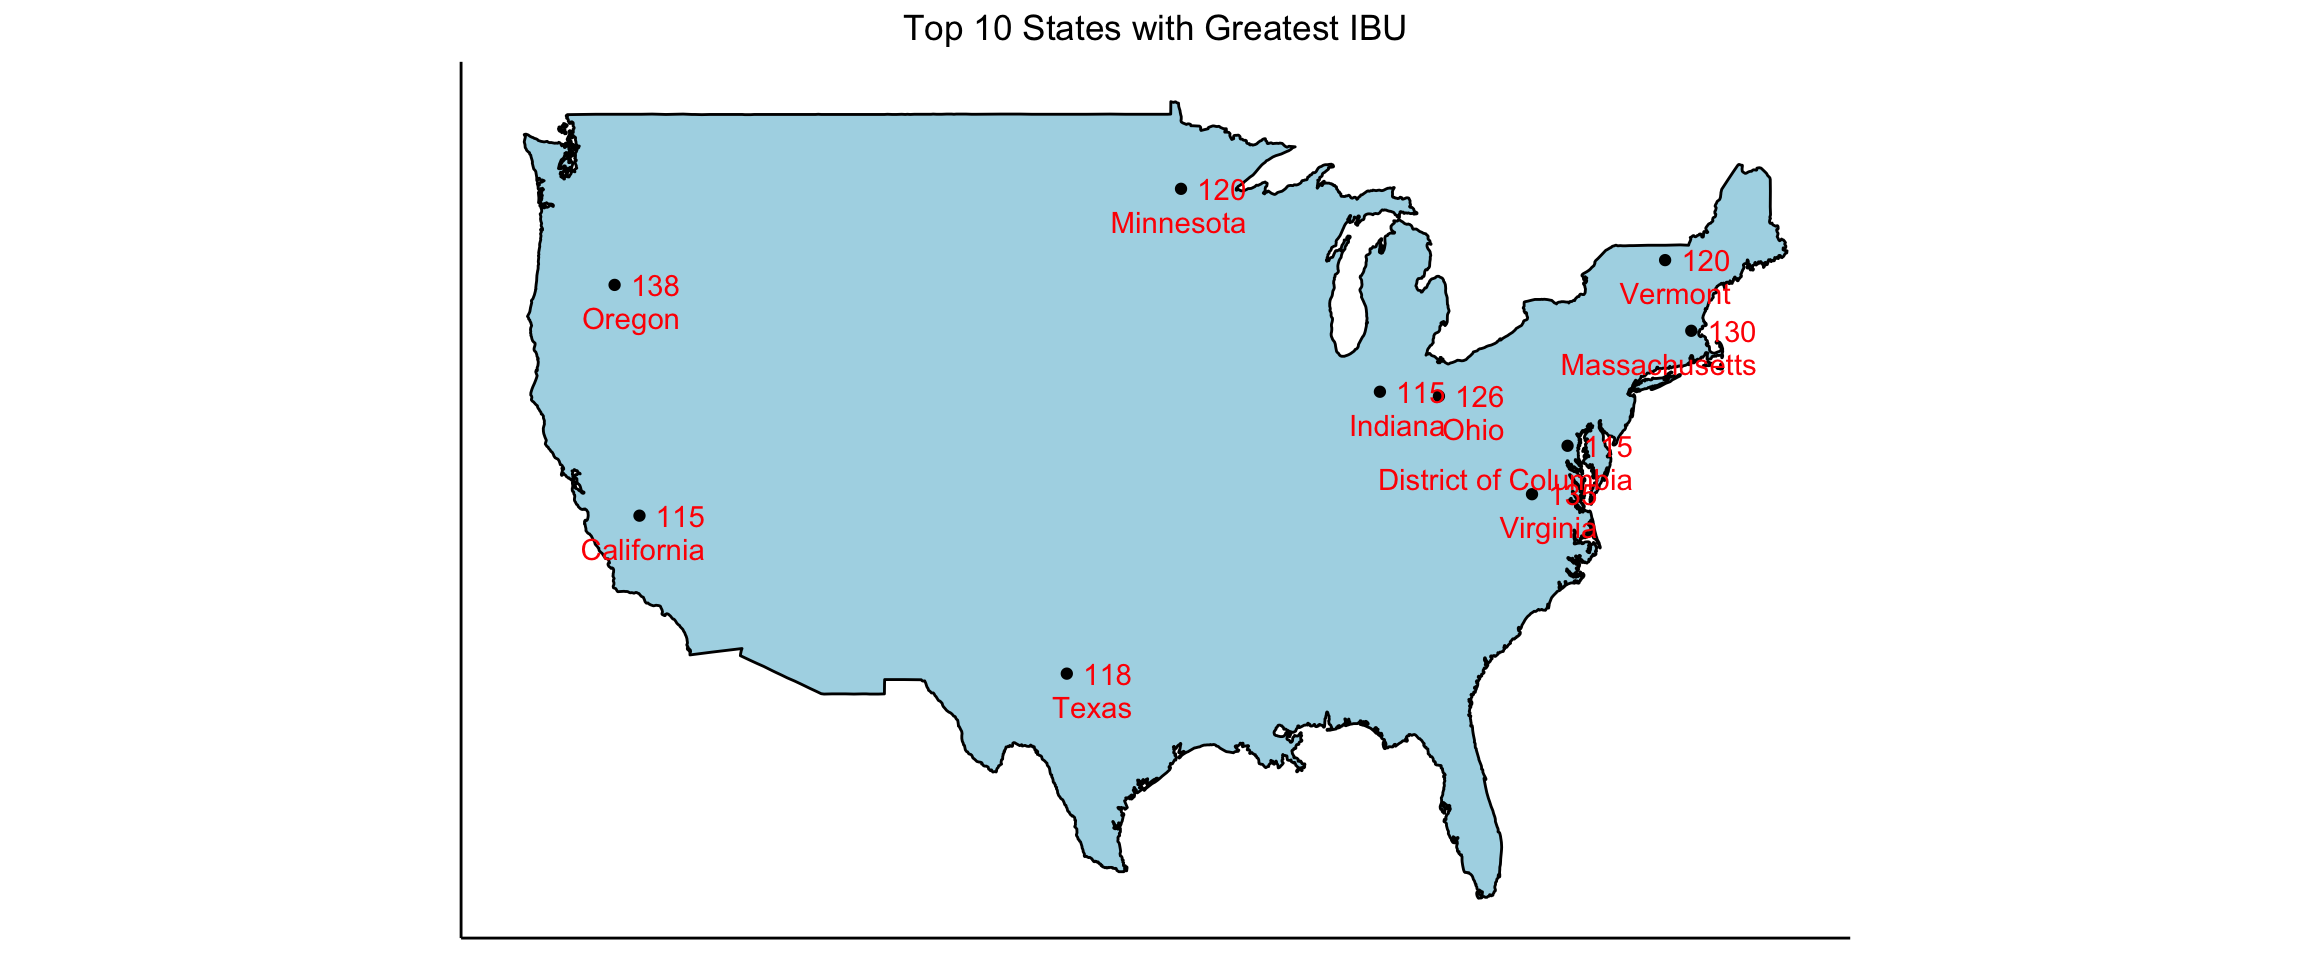 Top 10 States with Greatest IBU
120
Minnesota
120
Vermont
138
Oregon
130
Massachusetts
115
Indiana
126
Ohio
115
District of Columbia
Virginia
115
California
118
Texas